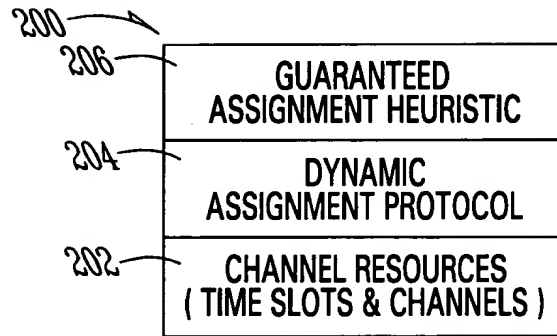 200
206
GUARANTEED
ASSIGNMENT HEURISTIC
204
DYNAMIC
ASSIGNMENT PROTOCOL
202
CHANNEL RESOURCES
( TIME SLOTS & CHANNELS )